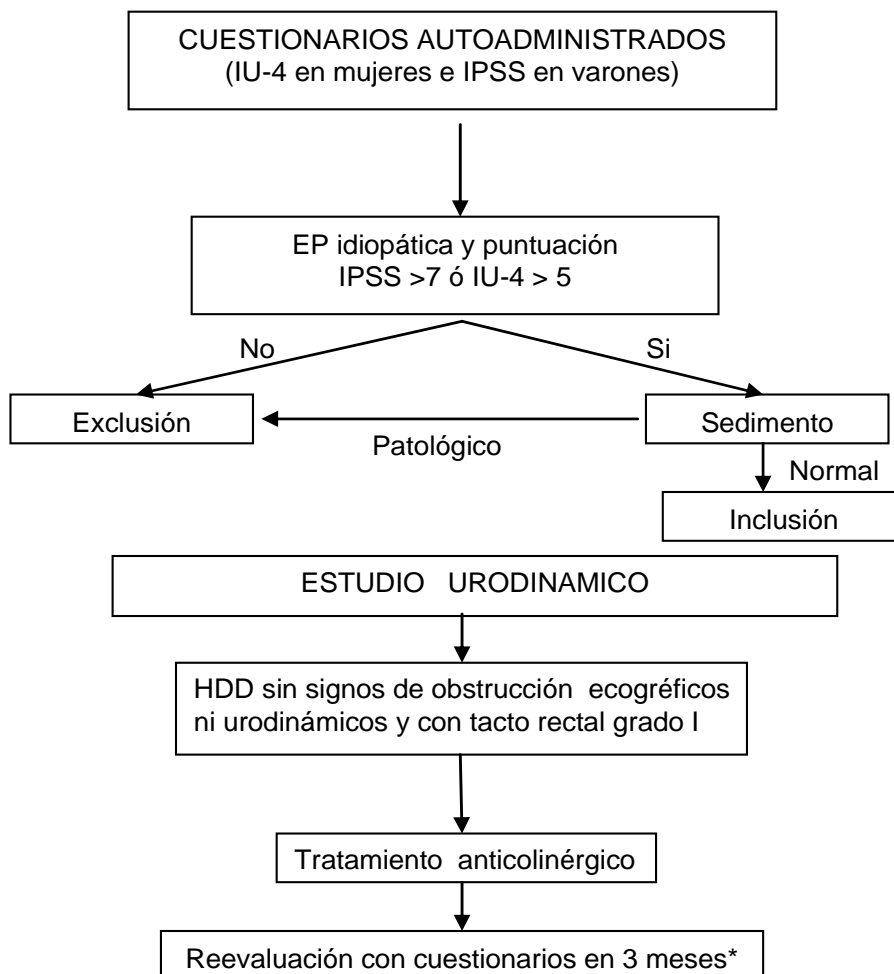 CUESTIONARIOS AUTOADMINISTRADOS
(IU-4 en mujeres e IPSS en varones)
EP idiopática y puntuación
IPSS >7 ó IU-4 > 5
No
Si
Exclusión
Sedimento
Patológico
Normal
Inclusión
ESTUDIO URODINAMICO
HDD sin signos de obstrucción ecogréficos
ni urodinámicos y con tacto rectal grado I
Tratamiento anticolinérgico
Reevaluación con cuestionarios en 3 meses*